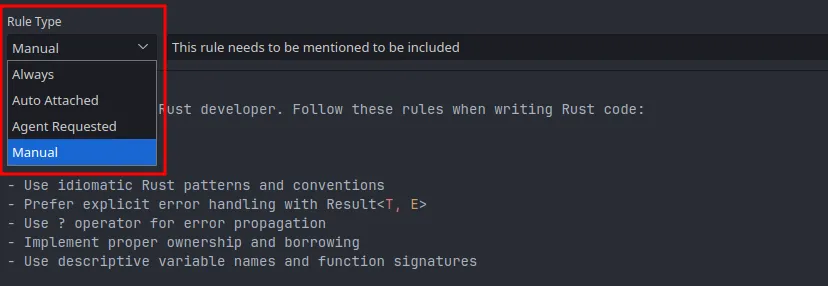 Rule Type
Manual This rule needs to be mentioned to be included
Always
Auto Attached
Rust developer. Follow these rules when writing Rust code:
Agent Requested
Manual
- Use idiomatic Rust patterns and conventions
- Prefer explicit error handling with Result<T, E>
- Use ? operator for error propagation
- Implement proper ownership and borrowing
- Use descriptive variable names and function signatures